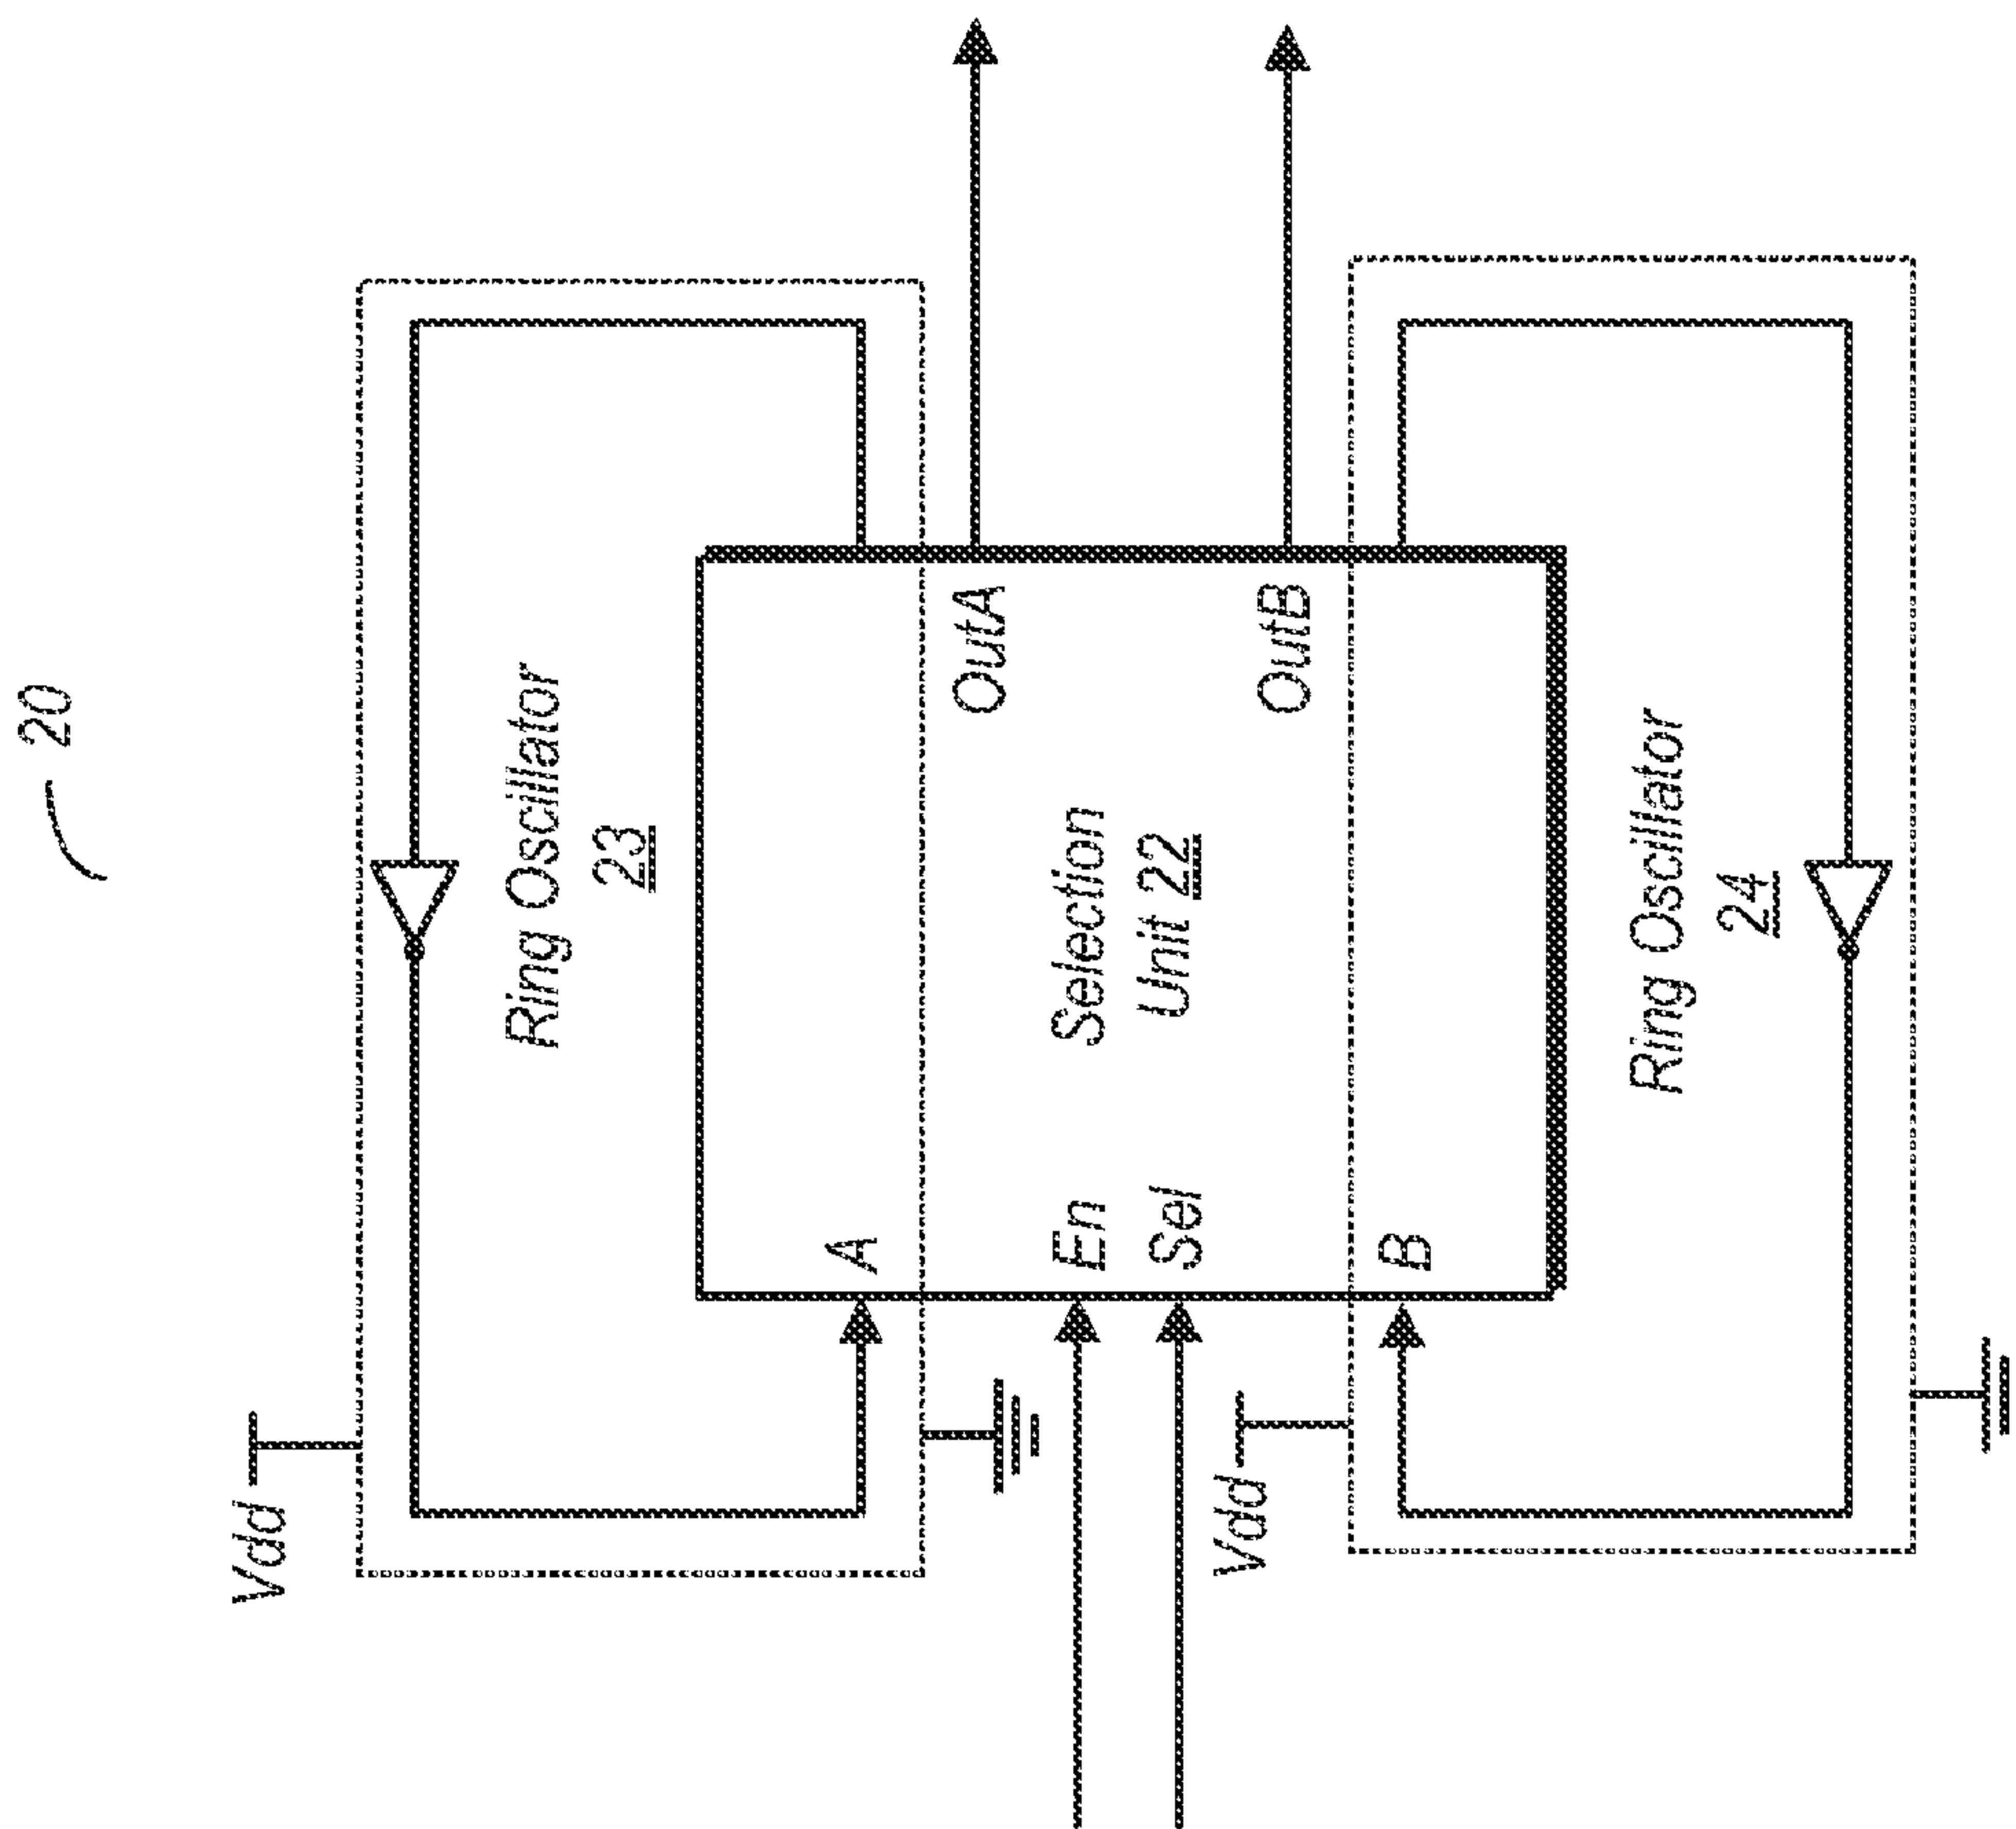 20
Vdd
Ring Oscillator
23
A
OutA
En
Selection
Unit 22
Sel
OutB
Vdd
B
Ring Oscillator
24